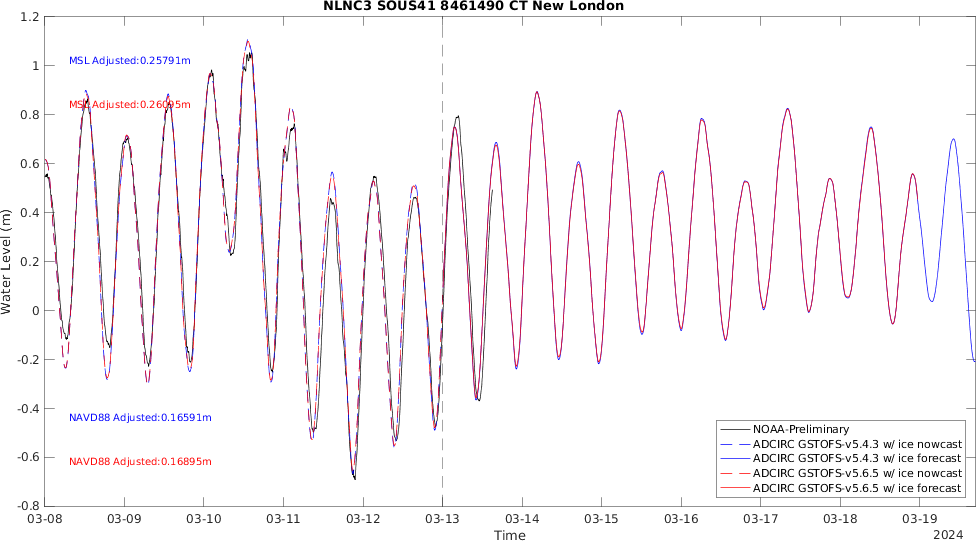 NLNC3 SOUS41 8461490 CT New London
1.2
1
0.8
0.6
0.4
0.2
0
-0.2
-0.4
-0.6
-0.8
Water Level (m)
MSL Adjusted:0.25791m
MSL Adjusted:0.26095m
NAVD88 Adjusted:0.16591m
NAVD88 Adjusted:0.16895m
NOAA-Preliminary
ADCIRC GSTOFS-v5.4.3 w/ ice nowcast
ADCIRC GSTOFS-v5.4.3 w/ ice forecast
ADCIRC GSTOFS-v5.6.5 w/ ice nowcast
ADCIRC GSTOFS-v5.6.5 w/ ice forecast
03-08 03-09 03-10 03-11 03-12 03-13 03-14 03-15 03-16 03-17 03-18 03-19
Time
2024